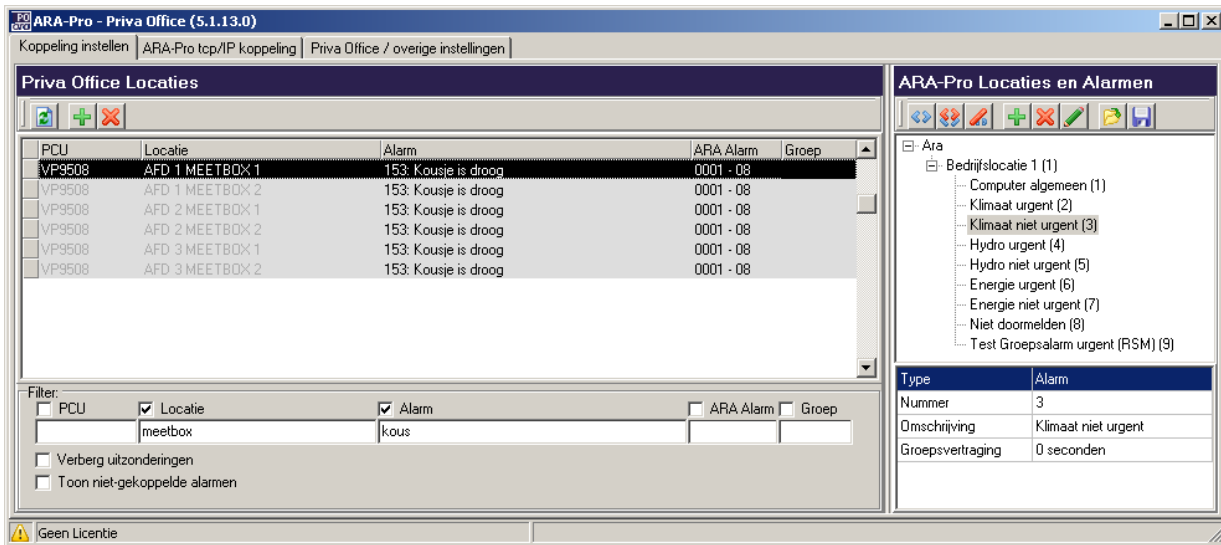 ARA-Pro - Priva Office (5.1.13.0)
Koppeling instellen ARA-Pro tcp/IP koppeling Priva Office / overige instellingen
Priva Office Locaties
PCU Locatie Alarm ARA Alarm Groep
VP9508 AFD 1 MEETBOX 1 153: Kousje is droog 0001 - 08
VP9508 AFD 1 MEETBOX 2 153: Kousje is droog 0001 - 08
VP9508 AFD 2 MEETBOX 1 153: Kousje is droog 0001 - 08
VP9508 AFD 2 MEETBOX 2 153: Kousje is droog 0001 - 08
VP9508 AFD 3 MEETBOX 1 153: Kousje is droog 0001 - 08
VP9508 AFD 3 MEETBOX 2 153: Kousje is droog 0001 - 08
Filter:
PCU Locatie Alarm ARA Alarm Groep
meetbox kous
Verberg uitzonderingen
Toon niet-gekoppelde alarmen
ARA-Pro Locaties en Alarmen
Ara
Bedrijfslocatie 1 (1)
Computer algemeen (1)
Klimaat urgent (2)
Klimaat niet urgent (3)
Hydro urgent (4)
Hydro niet urgent (5)
Energie urgent (6)
Energie niet urgent (7)
Niet doormelden (8)
Test Groepsalarm urgent (RSM) (9)
Type Alarm
Nummer 3
Omschrijving Klimaat niet urgent
Groepsvertraging 0 seconden
Geen Licentie